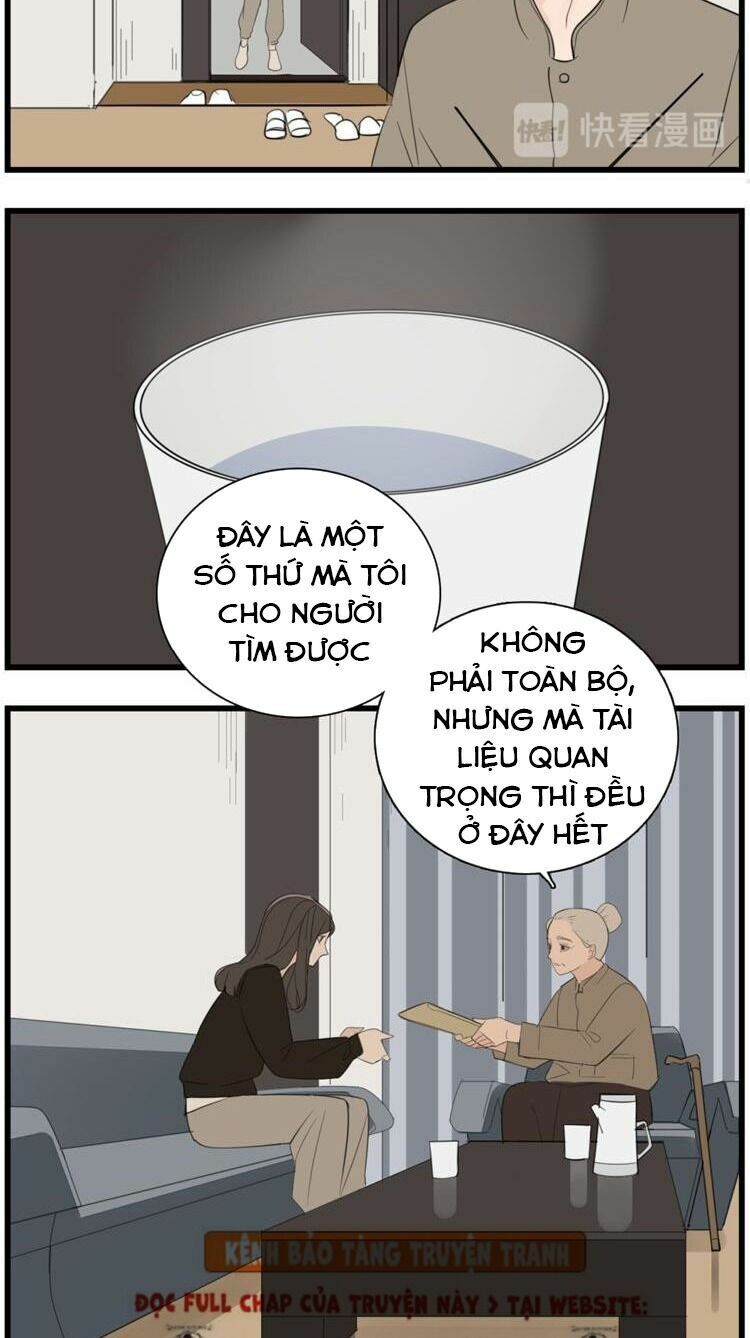 快看! 快看漫画
ĐÂY LÀ MỘT
SỐ THỨ MÀ TÔI
CHO NGƯỜI
TÌM ĐƯỢC
KHÔNG
PHẢI TOÀN BỘ,
NHƯNG MÀ TÀI
LIỆU QUAN
TRỌNG THÌ ĐỀU
Ở ĐÂY HẾT
KÊNH BẢO TÀNG TRUYỆN TRANH
ĐỌC FULL CHAP CỦA TRUYỆN NÀY > TẠI WEBSITE: